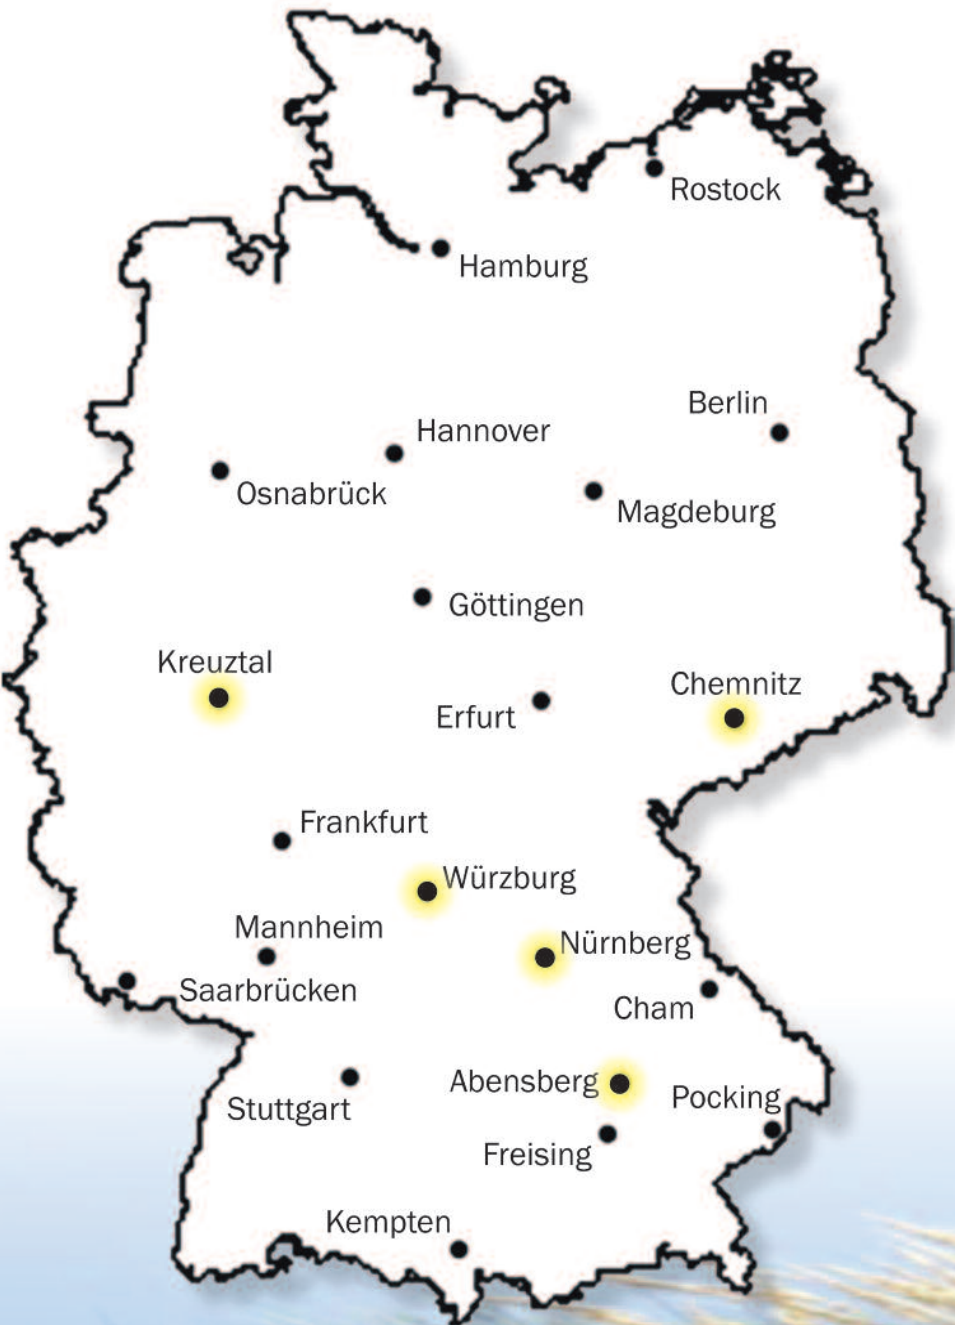 Rostock
Hamburg
Berlin
Hannover
Osnabrück
Magdeburg
Göttingen
Kreuztal
Chemnitz
Erfurt
Frankfurt
Würzburg
Mannheim
Nürnberg
Saarbrücken
Cham
Abensberg
Pocking
Stuttgart
Freising
Kempten